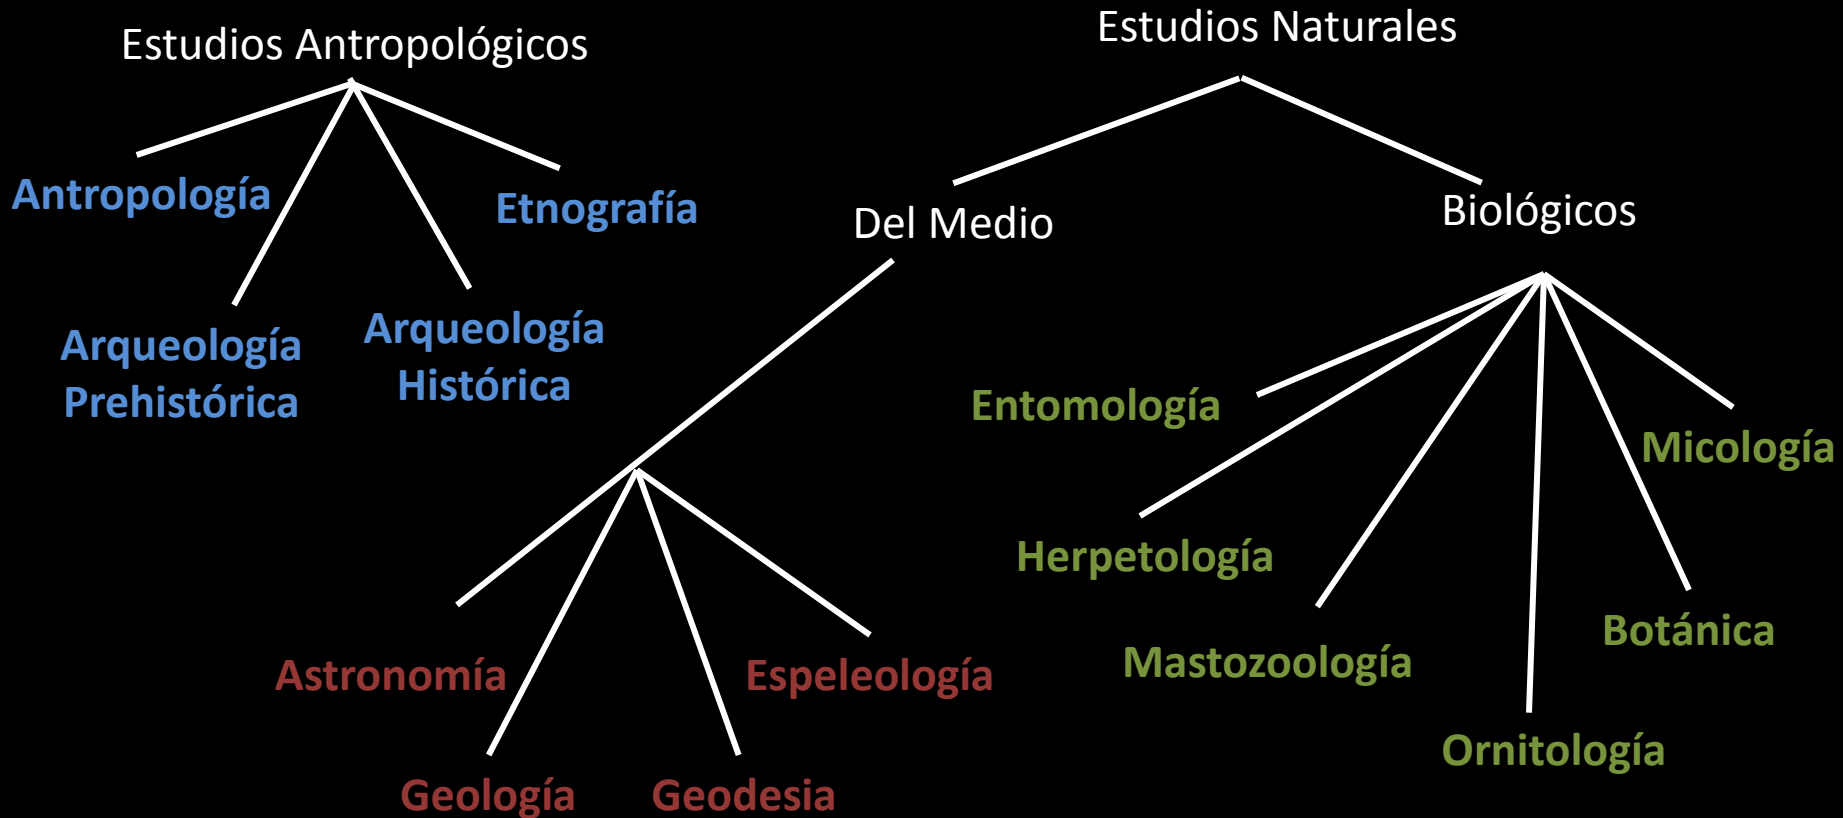 Estudios Antropológicos
Antropología
Etnografía
Arqueología
Prehistórica
Arqueología
Histórica
Estudios Naturales
Del Medio
Biológicos
Astronomía
Espeleología
Geología
Geodesia
Entomología
Micología
Herpetología
Botánica
Mastozoología
Ornitología